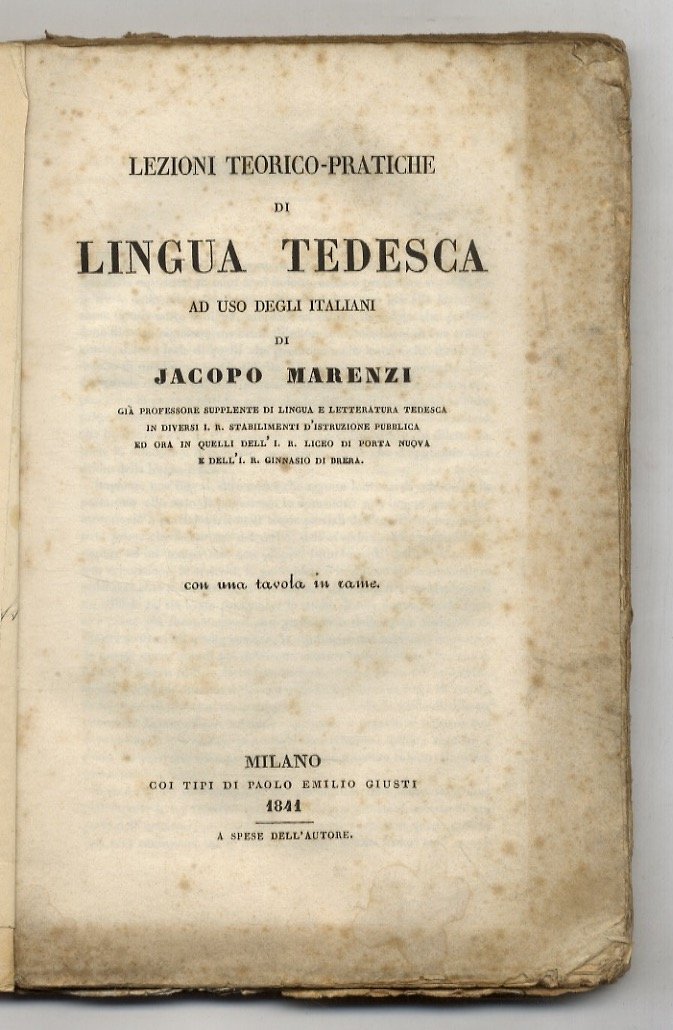 LEZIONI TEORICO-PRATICHE
DI
LINGUA TEDESCA
AD USO DEGLI ITALIANI
DI
JACOPO MARENZI
GIÀ PROFESSORE SUPPLENTE DI LINGUA E LETTERATURA TEDESCA
IN DIVERSI I. R. STABILIMENTI D'ISTRUZIONE PUBBLICA
ED ORA IN QUELLI DELL' I. R. LICEO DI PORTA NUOVA
E DELL'I. R. GINNASIO DI BRERA.
con una tavola in rame.
MILANO
COI TIPI DI PAOLO EMILIO GIUSTI
1841
A SPESE DELL'AUTORE.